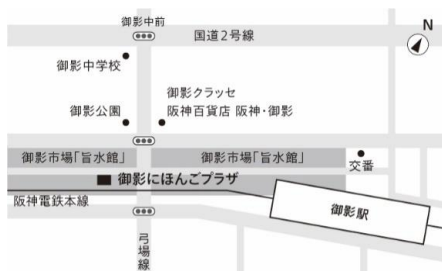 御影中前
N
国道2号線
御影中学校
御影クラッセ
御影公園
阪神百貨店 阪神・御影
御影市場「旨水館」
御影市場「旨水館」
交番
御影にほんごプラザ
阪神電鉄本線
御影駅
弓場線